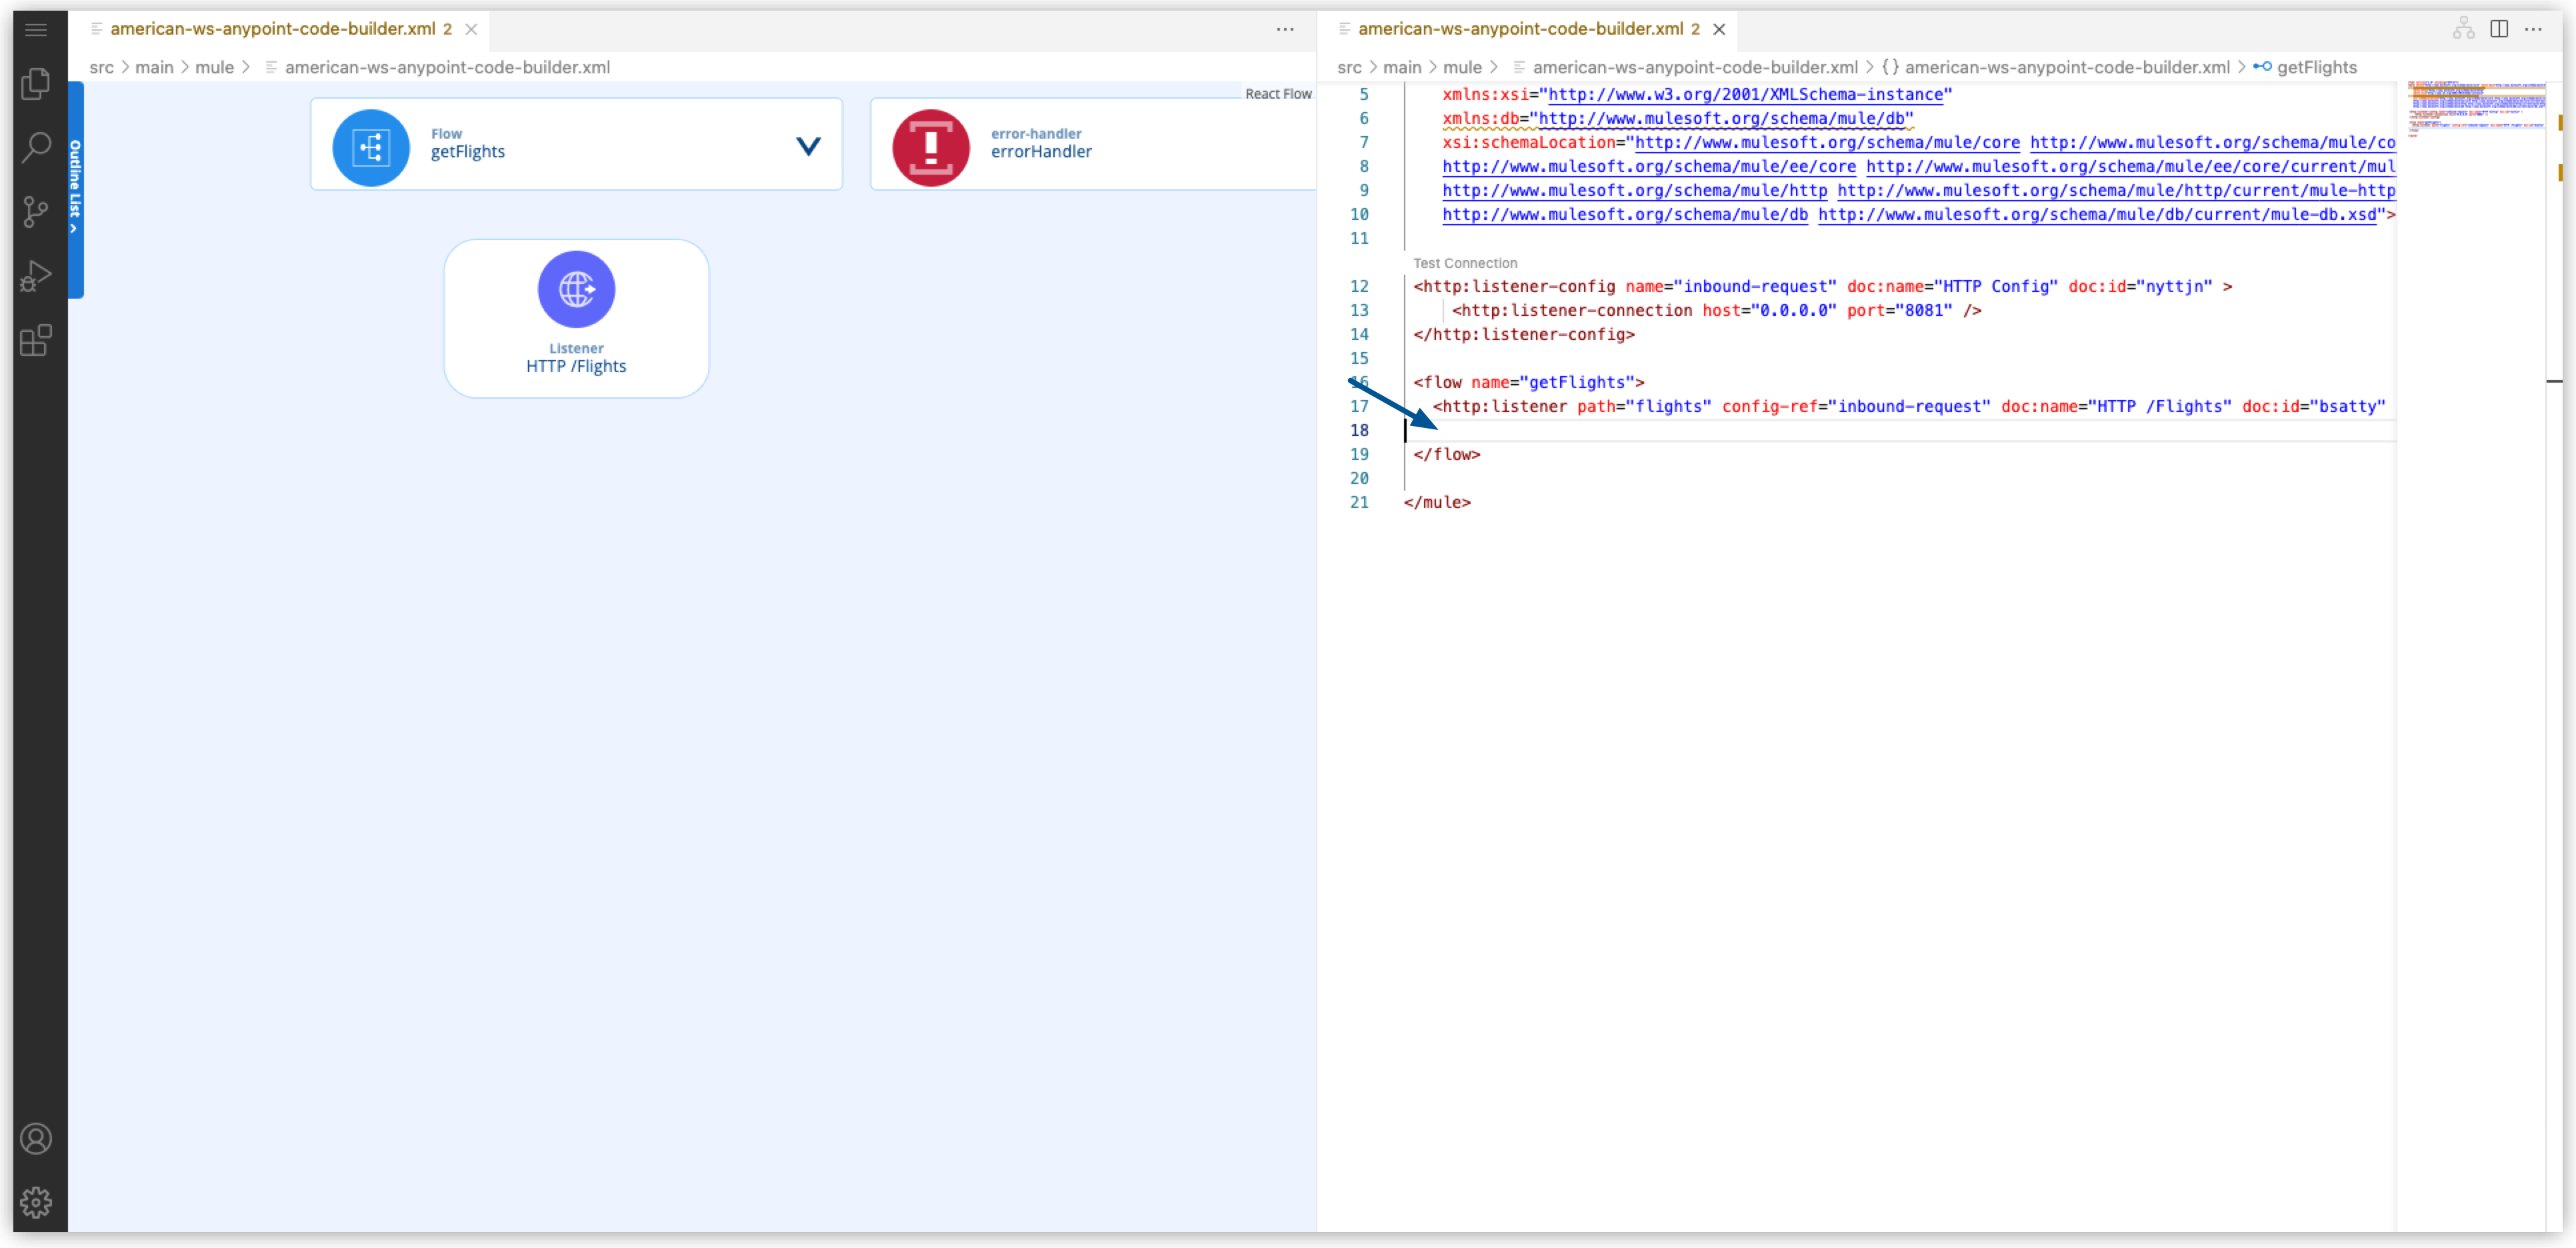 american-ws-anypoint-code-builder.xml 2
src > main > mule > american-ws-anypoint-code-builder.xml
Outline List >
React Flow
Flow
getFlights
error-handler
errorHandler
Listener
HTTP /Flights
american-ws-anypoint-code-builder.xml 2
src > main > mule > american-ws-anypoint-code-builder.xml > {} american-ws-anypoint-code-builder.xml > getFlights
5 xmlns:xsi="http://www.w3.org/2001/XMLSchema-instance"
6 xmlns:db="http://www.mulesoft.org/schema/mule/db"
7 xsi:schemaLocation="http://www.mulesoft.org/schema/mule/core http://www.mulesoft.org/schema/mule/co
8 http://www.mulesoft.org/schema/mule/ee/core http://www.mulesoft.org/schema/mule/ee/core/current/mul
9 http://www.mulesoft.org/schema/mule/http http://www.mulesoft.org/schema/mule/http/current/mule-http
10 http://www.mulesoft.org/schema/mule/db http://www.mulesoft.org/schema/mule/db/current/mule-db.xsd">
11
Test Connection
12 <http:listener-config name="inbound-request" doc:name="HTTP Config" doc:id="nyttjn" >
13 <http:listener-connection host="0.0.0.0" port="8081" />
14 </http:listener-config>
15
16 <flow name="getFlights">
17 <http:listener path="flights" config-ref="inbound-request" doc:name="HTTP /Flights" doc:id="bsatty"
18
19 </flow>
20
21 </mule>